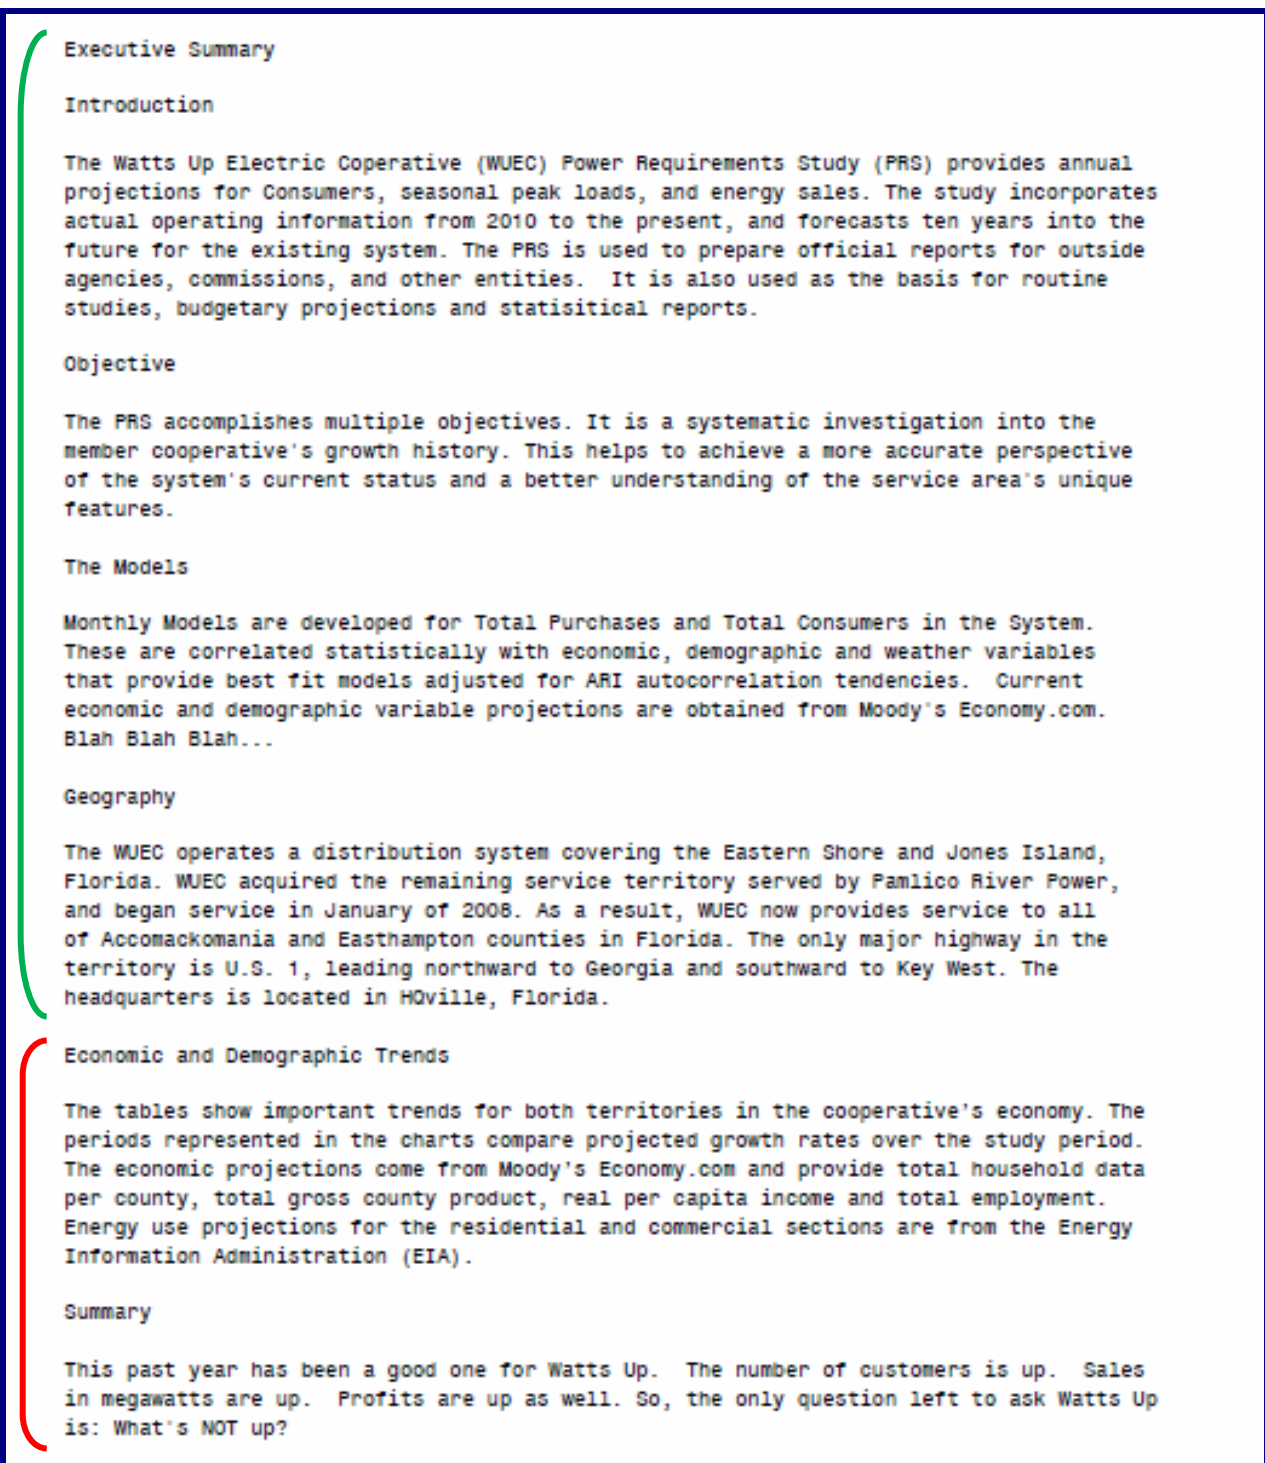 Executive Summary
Introduction
The Watts Up Electric Coperative (WUEC) Power Requirements Study (PRS) provides annual
projections for Consumers, seasonal peak loads, and energy sales. The study incorporates
actual operating information from 2010 to the present, and forecasts ten years into the
future for the existing system. The PRS is used to prepare official reports for outside
agencies, commissions, and other entities.  It is also used as the basis for routine
studies, budgetary projections and statisitical reports.
Objective
The PRS accomplishes multiple objectives. It is a systematic investigation into the
member cooperative's growth history. This helps to achieve a more accurate perspective
of the system's current status and a better understanding of the service area's unique
features.
The Models
Monthly Models are developed for Total Purchases and Total Consumers in the System.
These are correlated statistically with economic, demographic and weather variables
that provide best fit models adjusted for ARI autocorrelation tendencies.  Current
economic and demographic variable projections are obtained from Moody's Economy.com.
Blah Blah Blah...
Geography
The WUEC operates a distribution system covering the Eastern Shore and Jones Island,
Florida. WUEC acquired the remaining service territory served by Pamlico River Power,
and began service in January of 2008. As a result, WUEC now provides service to all
of Accomackomania and Easthampton counties in Florida. The only major highway in the
territory is U.S. 1, leading northward to Georgia and southward to Key West. The
headquarters is located in HQville, Florida.
Economic and Demographic Trends
The tables show important trends for both territories in the cooperative's economy. The
periods represented in the charts compare projected growth rates over the study period.
The economic projections come from Moody's Economy.com and provide total household data
per county, total gross county product, real per capita income and total employment.
Energy use projections for the residential and commercial sections are from the Energy
Information Administration (EIA).
Summary
This past year has been a good one for Watts Up.  The number of customers is up.  Sales
in megawatts are up.  Profits are up as well. So, the only question left to ask Watts Up
is: What's NOT up?